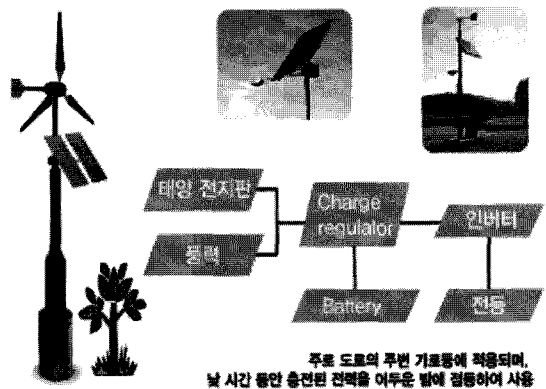 태양 전지판
Charge
regulalor
풍력
인버터
Battery
전등
주로 도로의 주변 가로등에 적용되며,
낮 시간 동안 충전된 전력을 어두운 밤에 점등하여 사용